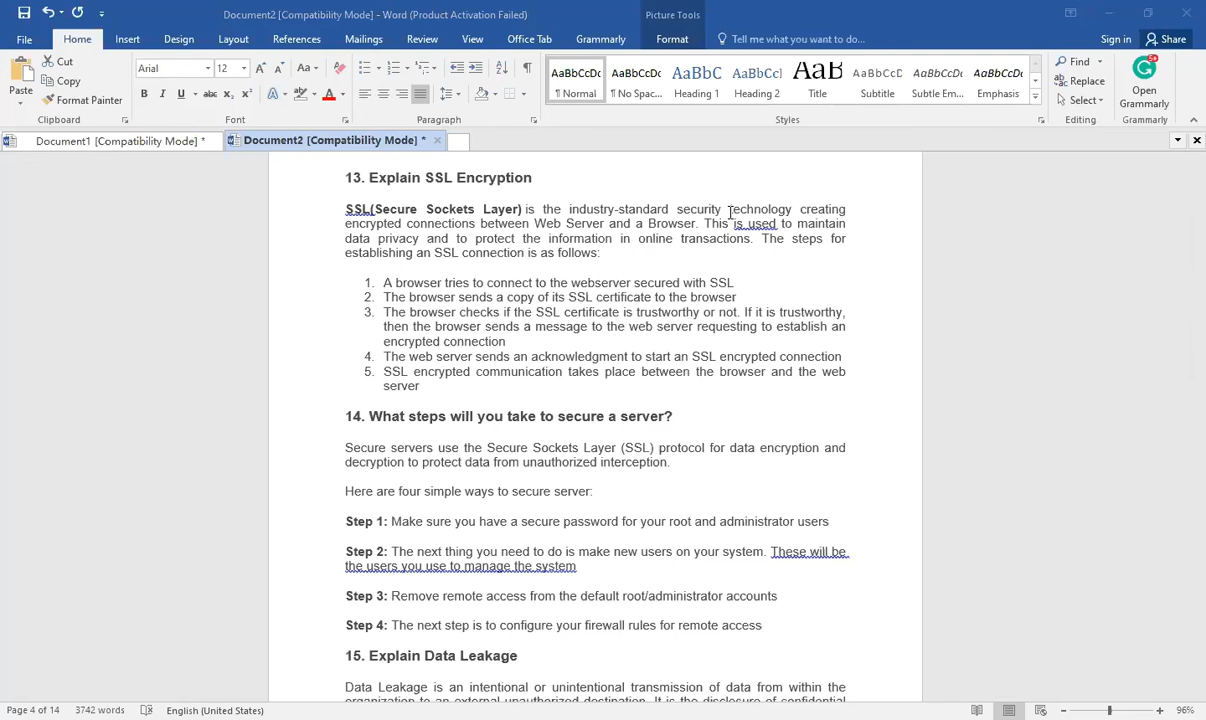 Document2 [Compatibility Mode] - Word (Product Activation Failed)
Picture Tools
File Home Insert Design Layout References Mailings Review View Office Tab Grammarly Format Tell me what you want to do... Sign in Share
Paste
Cut
Copy
Format Painter
Clipboard
Arial 12
Font
Paragraph
AaBbCcDc AaBbCcDc AaBbC AaBbCc] AaB AaBbCcD AaBbCcDt AaBbCcDt
¶ Normal ¶ No Spac... Heading 1 Heading 2 Title Subtitle Subtle Em... Emphasis
Styles
Find
Replace
Select
Editing
Open
Grammarly
Grammarly
Document1 [Compatibility Mode] *
Document2 [Compatibility Mode] *
13. Explain SSL Encryption
SSL(Secure Sockets Layer) is the industry-standard security technology creating
encrypted connections between Web Server and a Browser. This is used to maintain
data privacy and to protect the information in online transactions. The steps for
establishing an SSL connection is as follows:
1. A browser tries to connect to the webserver secured with SSL
2. The browser sends a copy of its SSL certificate to the browser
3. The browser checks if the SSL certificate is trustworthy or not. If it is trustworthy,
then the browser sends a message to the web server requesting to establish an
encrypted connection
4. The web server sends an acknowledgment to start an SSL encrypted connection
5. SSL encrypted communication takes place between the browser and the web
server
14. What steps will you take to secure a server?
Secure servers use the Secure Sockets Layer (SSL) protocol for data encryption and
decryption to protect data from unauthorized interception.
Here are four simple ways to secure server:
Step 1: Make sure you have a secure password for your root and administrator users
Step 2: The next thing you need to do is make new users on your system. These will be
the users you use to manage the system
Step 3: Remove remote access from the default root/administrator accounts
Step 4: The next step is to configure your firewall rules for remote access
15. Explain Data Leakage
Data Leakage is an intentional or unintentional transmission of data from within the
organization to an external unauthorized destination. It is the disclosure of confidential
Page 4 of 14 3742 words English (United States) 96%